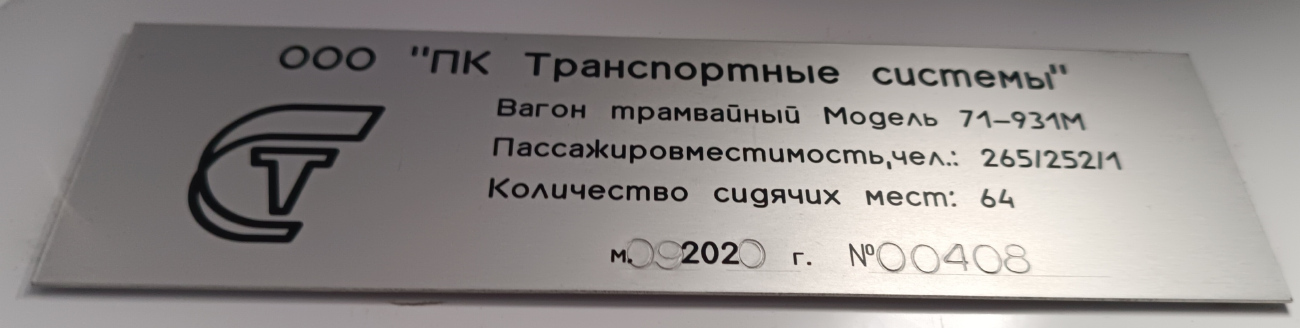 ООО "ПК Транспортные системы"
Вагон трамвайный Модель 71-931М
Пассажировместимость,чел.: 265/252/1
Количество сидячих мест: 64
м.092020 г. №00408